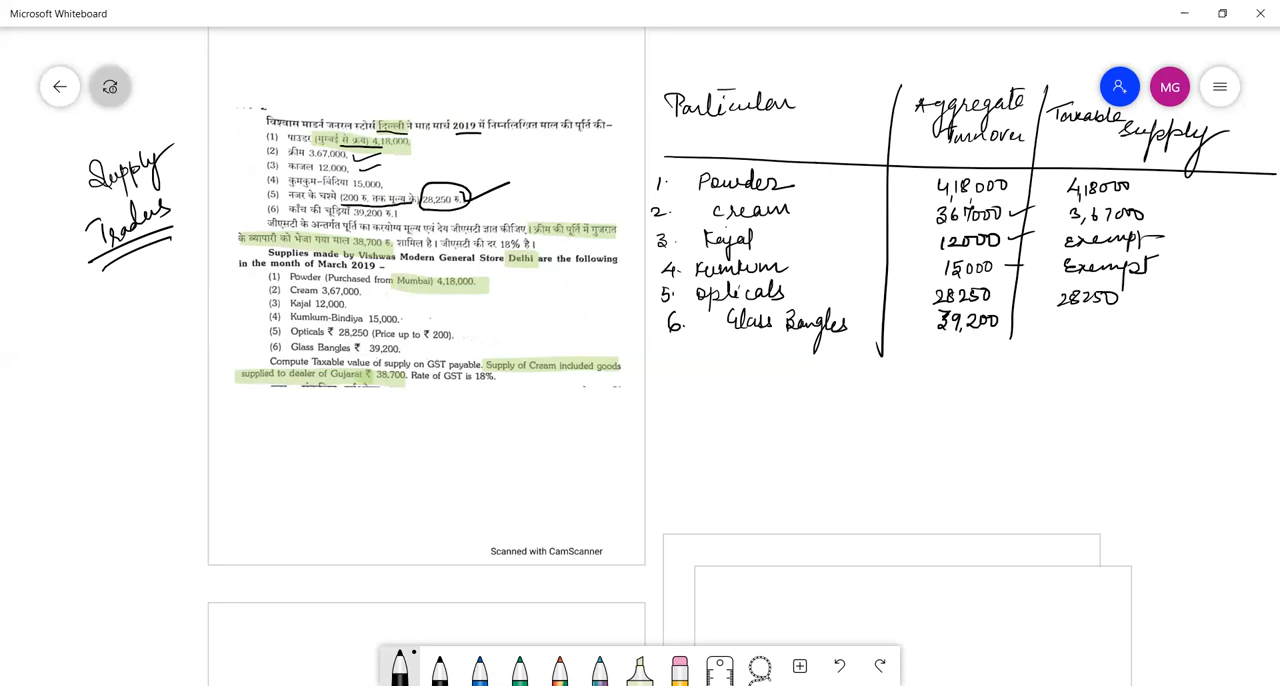 Microsoft Whiteboard
MG
Supply
Traders
विश्वास मार्डन जनरल स्टोर्स दिल्ली ने माह मार्च 2019 में निम्नलिखित माल की पूर्ति की-
(1) पाउडर (मुम्बई से क्रय) 4,18,000,
(2) क्रीम 3,67,000,
(3) काजल 12,000,
(4) कुमकुम-बिंदिया 15,000,
(5) नजर के चश्मे (200 रु. तक मूल्य के) 28,250 रु.
(6) काँच की चूड़ियाँ 39,200 रु.।
जीएसटी के अन्तर्गत पूर्ति का करयोग्य मूल्य एवं देय जीएसटी ज्ञात कीजिए। क्रीम की पूर्ति में गुजरात
के व्यापारी को भेजा गया माल 38,700 रु. शामिल है। जीएसटी की दर 18% है।
Supplies made by Vishwas Modern General Store Delhi are the following
in the month of March 2019 –
(1) Powder (Purchased from Mumbai) 4,18,000.
(2) Cream 3,67,000.
(3) Kajal 12,000.
(4) Kumkum-Bindiya 15,000.
(5) Opticals ₹ 28,250 (Price up to ₹ 200).
(6) Glass Bangles ₹ 39,200.
Compute Taxable value of supply on GST payable. Supply of Cream included goods
supplied to dealer of Gujarat ₹ 38,700. Rate of GST is 18%.
Scanned with CamScanner
Particular Aggregate Turnover Taxable Supply
1. Powder 4,18,000 4,18000
2. Cream 3,67,000 3,67000
3. Kajal 12000 Exempt
4. Kumkum 15000 Exempt
5. Opticals 28250 28250
6. Glass Bangles 39,200